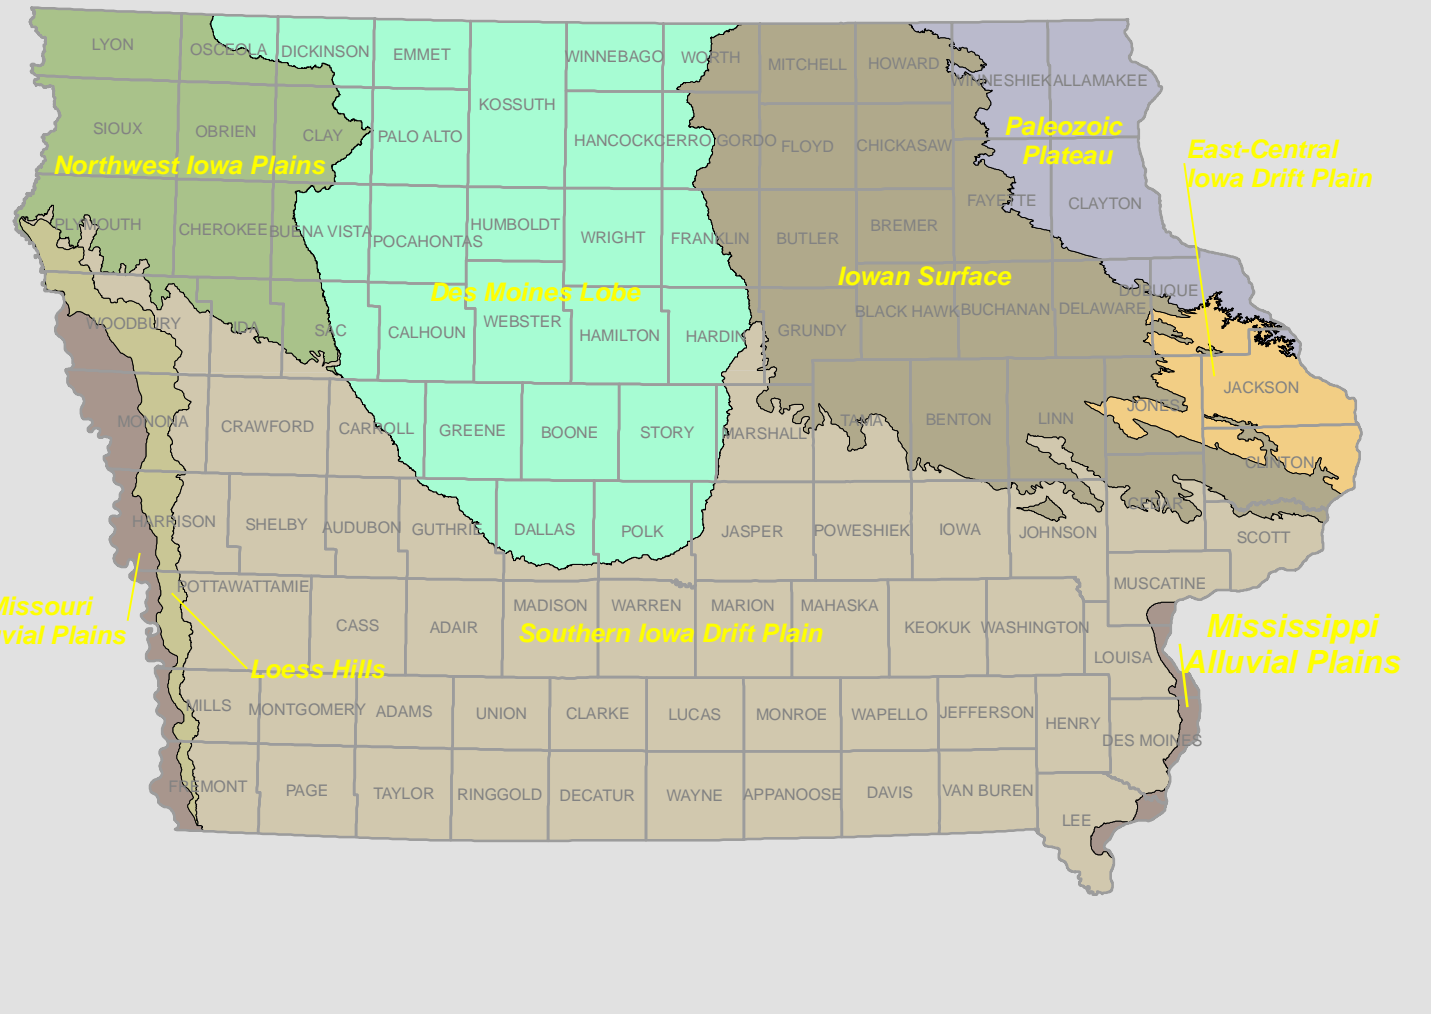 LYON
OSCEOLA
DICKINSON
EMMET
WINNEBAGO
WORTH
MITCHELL
HOWARD
WINNESHIEK
ALLAMAKEE
KOSSUTH
SIOUX
OBRIEN
CLAY
PALO ALTO
HANCOCK
CERRO GORDO
FLOYD
CHICKASAW
Paleozoic
Plateau
East-Central
Iowa Drift Plain
Northwest Iowa Plains
FAYETTE
CLAYTON
PLYMOUTH
CHEROKEE
BUENA VISTA
POCAHONTAS
HUMBOLDT
WRIGHT
FRANKLIN
BUTLER
BREMER
Iowan Surface
Des Moines Lobe
DUBUQUE
WOODBURY
IDA
SAC
CALHOUN
WEBSTER
HAMILTON
HARDIN
GRUNDY
BLACK HAWK
BUCHANAN
DELAWARE
JACKSON
MONONA
CRAWFORD
CARROLL
GREENE
BOONE
STORY
MARSHALL
TAMA
BENTON
LINN
JONES
CLINTON
HARRISON
SHELBY
AUDUBON
GUTHRIE
DALLAS
POLK
JASPER
POWESHIEK
IOWA
JOHNSON
CEDAR
SCOTT
MUSCATINE
POTTAWATTAMIE
Missouri
vial Plains
CASS
ADAIR
MADISON
WARREN
MARION
MAHASKA
KEOKUK
WASHINGTON
Southern Iowa Drift Plain
Mississippi
Alluvial Plains
LOUISA
Loess Hills
MILLS
MONTGOMERY
ADAMS
UNION
CLARKE
LUCAS
MONROE
WAPELLO
JEFFERSON
HENRY
DES MOINES
FREMONT
PAGE
TAYLOR
RINGGOLD
DECATUR
WAYNE
APPANOOSE
DAVIS
VAN BUREN
LEE